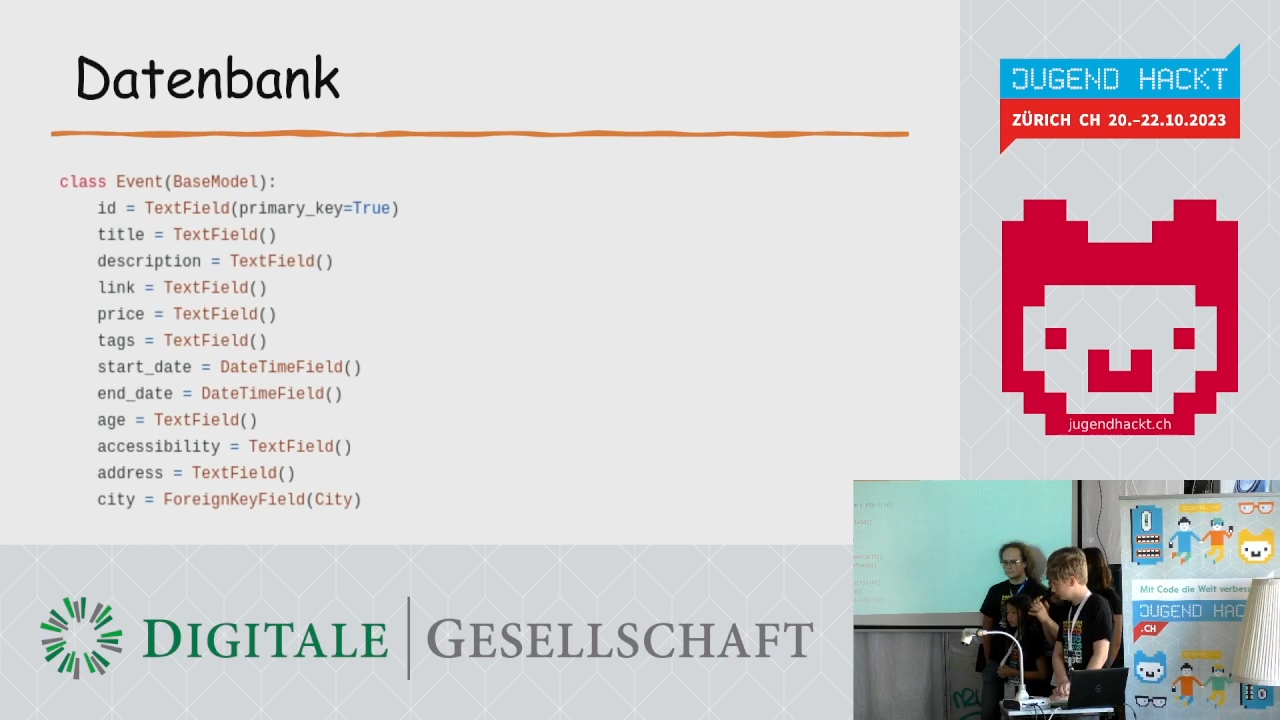 Datenbank
class Event(BaseModel):
    id = TextField(primary_key=True)
    title = TextField()
    description = TextField()
    link = TextField()
    price = TextField()
    tags = TextField()
    start_date = DateTimeField()
    end_date = DateTimeField()
    age = TextField()
    accessibility = TextField()
    address = TextField()
    city = ForeignKeyField(City)
JUGEND HACKT
ZÜRICH CH 20.–22.10.2023
jugendhackt.ch
DIGITALE GESELLSCHAFT
Mit Code die Welt
JUGEND HAC
.CH